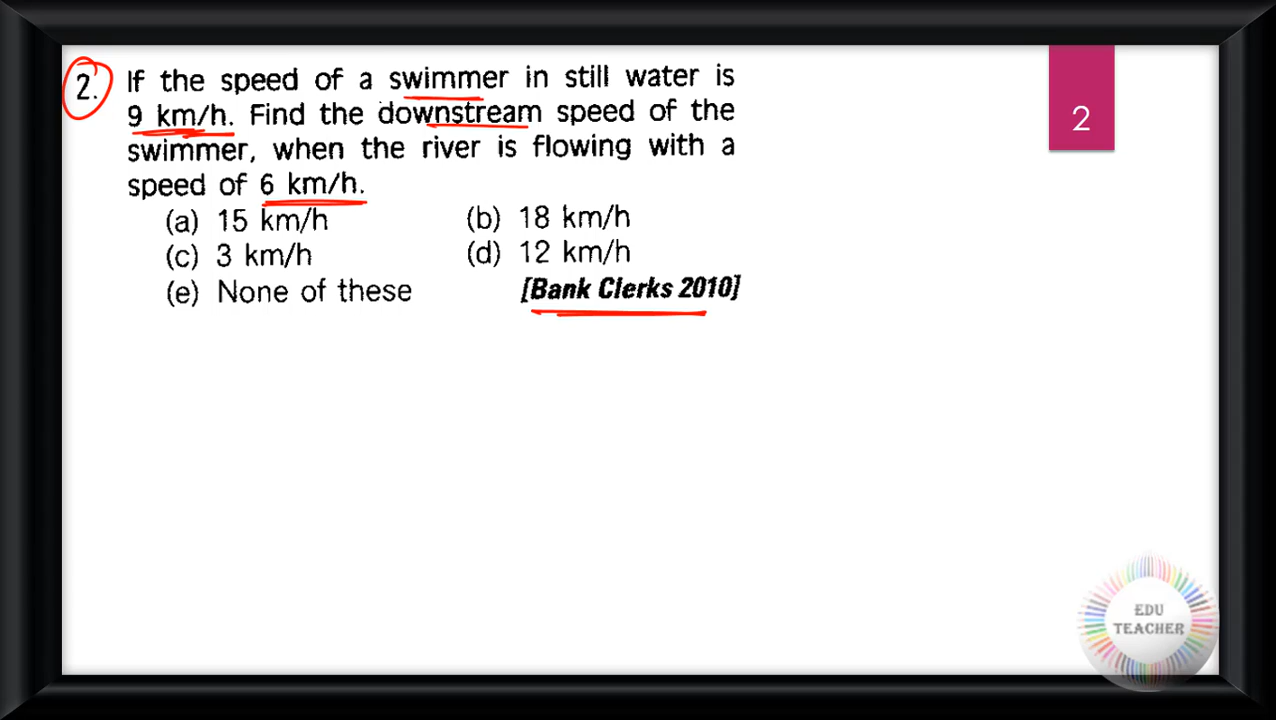 2. If the speed of a swimmer in still water is
9 km/h. Find the downstream speed of the
swimmer, when the river is flowing with a
speed of 6 km/h.
(a) 15 km/h (b) 18 km/h
(c) 3 km/h (d) 12 km/h
(e) None of these [Bank Clerks 2010]
2
EDU
TEACHER